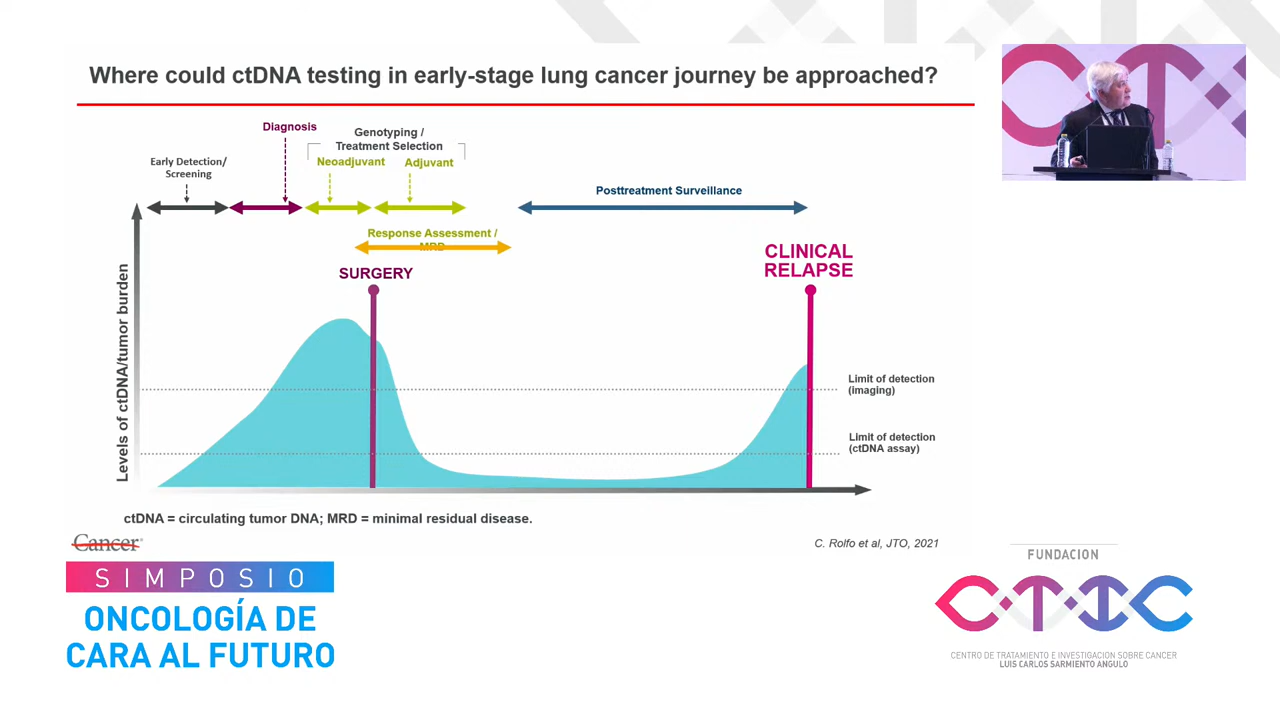 Where could ctDNA testing in early-stage lung cancer journey be approached?
Diagnosis
Genotyping /
Treatment Selection
Early Detection/
Screening
Neoadjuvant
Adjuvant
Posttreatment Surveillance
Response Assessment /
MRD
SURGERY
CLINICAL
RELAPSE
Levels of ctDNA/tumor burden
Limit of detection
(imaging)
Limit of detection
(ctDNA assay)
ctDNA = circulating tumor DNA; MRD = minimal residual disease.
C. Rolfo et al, JTO, 2021
Cancer
SIMPOSIO
ONCOLOGÍA DE
CARA AL FUTURO
FUNDACION
CTIC
CENTRO DE TRATAMIENTO E INVESTIGACION SOBRE CANCER
LUIS CARLOS SARMIENTO ANGULO